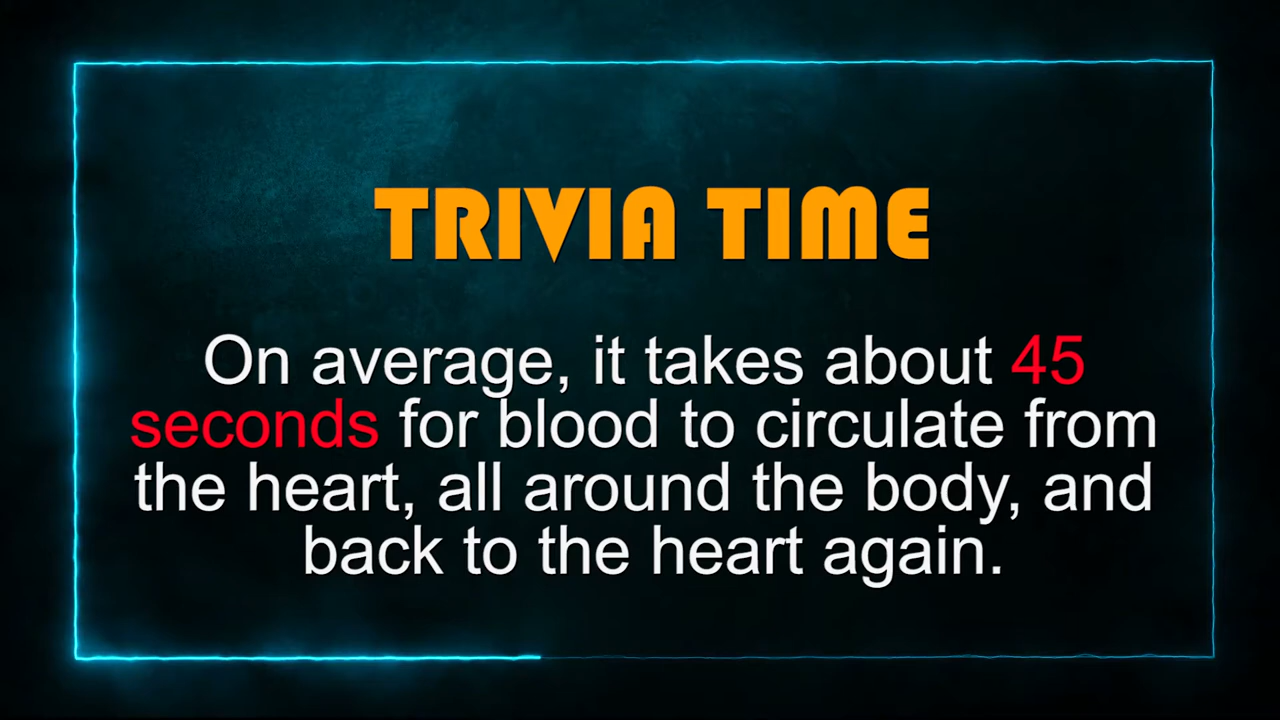 TRIVIA TIME
On average, it takes about 45
seconds for blood to circulate from
the heart, all around the body, and
back to the heart again.